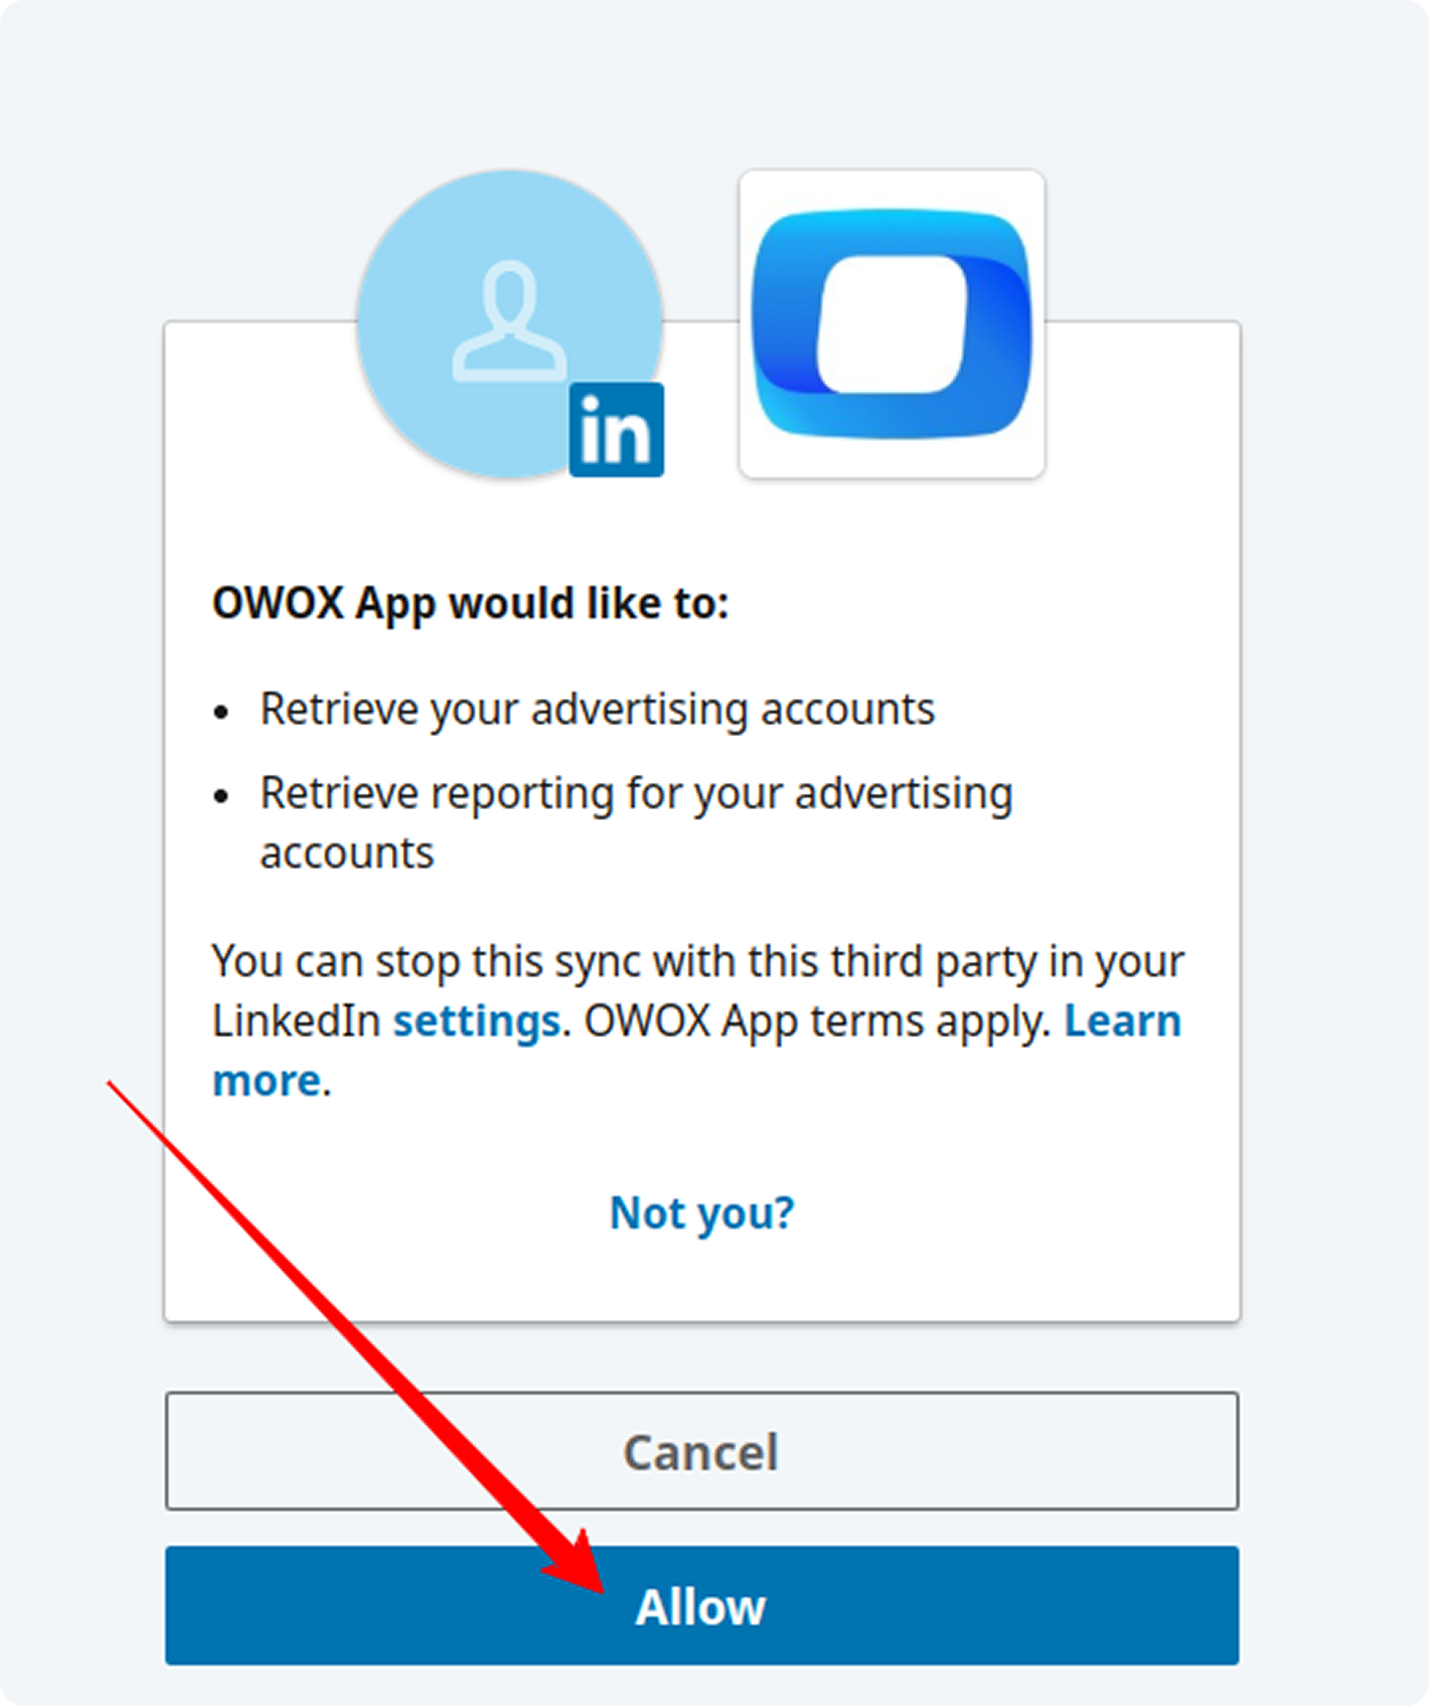 in
OWOX App would like to:
• Retrieve your advertising accounts
• Retrieve reporting for your advertising
accounts
You can stop this sync with this third party in your
LinkedIn settings. OWOX App terms apply. Learn
more.
Not you?
Cancel
Allow